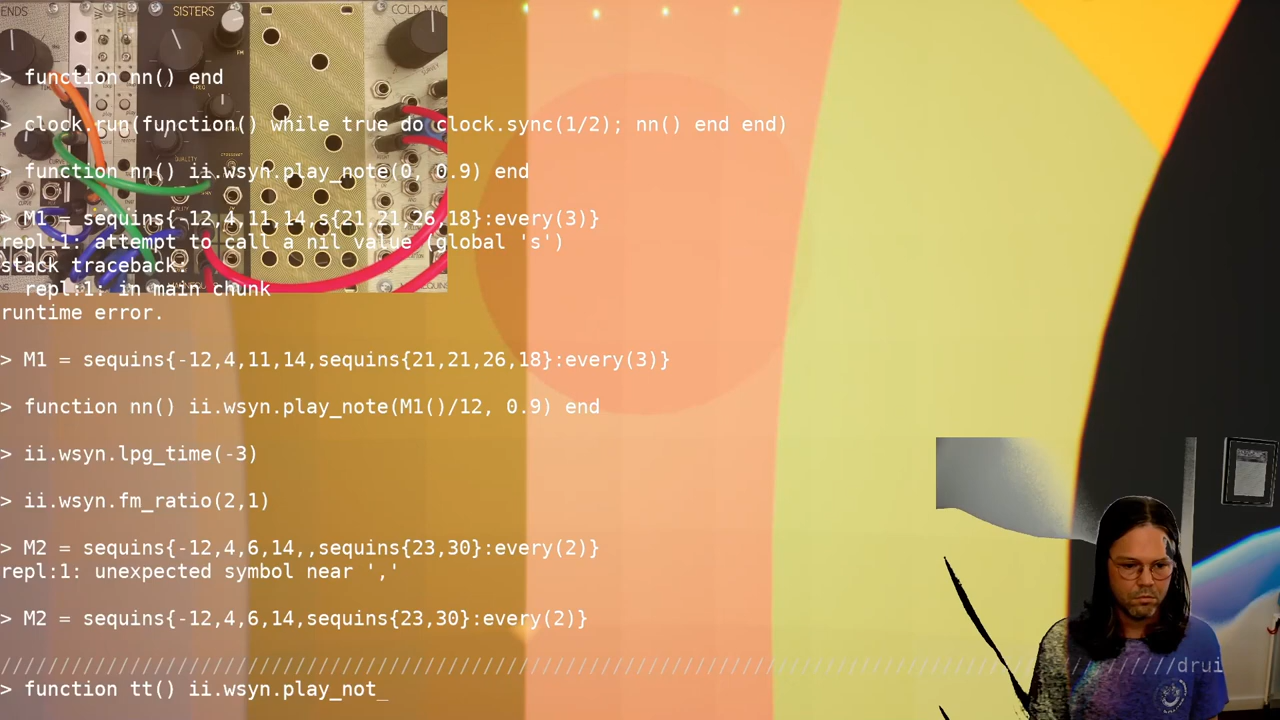 ENDS
SISTERS
COLD MAC
> function nn() end
> clock.run(function() while true do clock.sync(1/2); nn() end end)
> function nn() ii.wsyn.play_note(0, 0.9) end
> M1 = sequins{-12,4,11,14,s{21,21,26,18}:every(3)}
repl:1: attempt to call a nil value (global 's')
stack traceback:
  repl:1: in main chunk
runtime error.
> M1 = sequins{-12,4,11,14,sequins{21,21,26,18}:every(3)}
> function nn() ii.wsyn.play_note(M1()/12, 0.9) end
> ii.wsyn.lpg_time(-3)
> ii.wsyn.fm_ratio(2,1)
> M2 = sequins{-12,4,6,14,,sequins{23,30}:every(2)}
repl:1: unexpected symbol near ','
> M2 = sequins{-12,4,6,14,sequins{23,30}:every(2)}
////////////////////////////////////////////////////////////////////////////////////////////////////drui
> function tt() ii.wsyn.play_not_